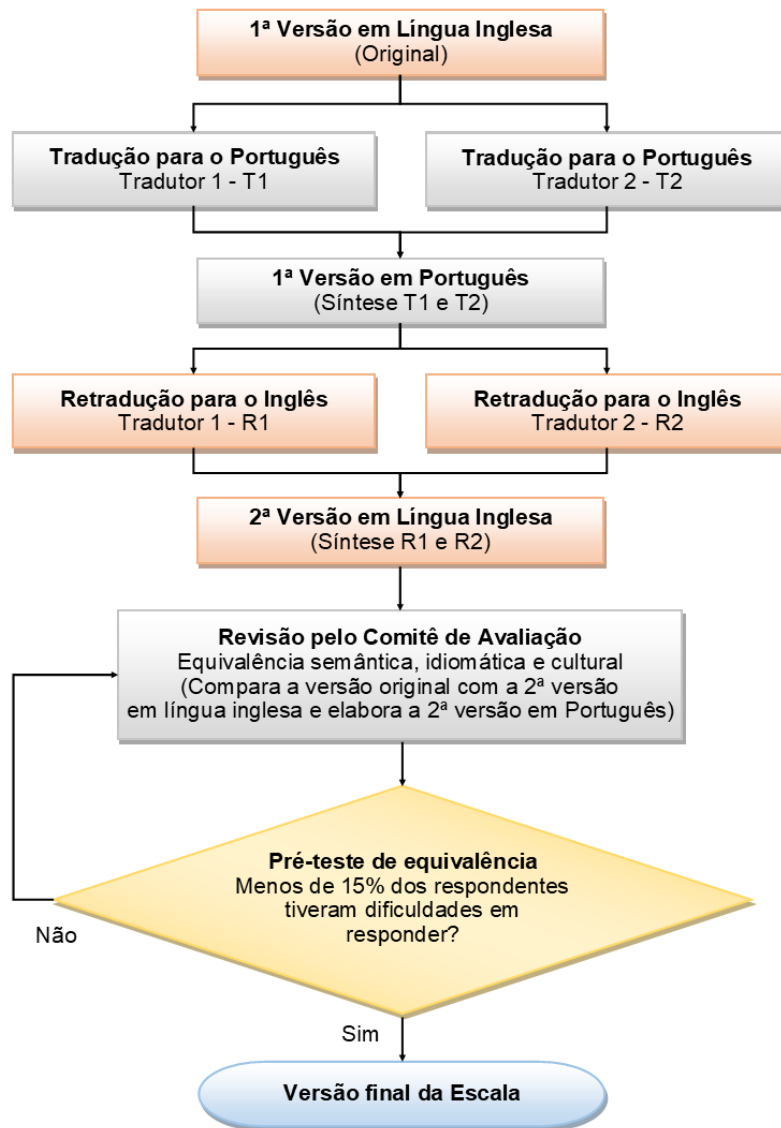 1ª Versão em Língua Inglesa
(Original)
Tradução para o Português
Tradutor 1 - T1
Tradução para o Português
Tradutor 2 - T2
1ª Versão em Português
(Síntese T1 e T2)
Retradução para o Inglês
Tradutor 1 - R1
Retradução para o Inglês
Tradutor 2 - R2
2ª Versão em Língua Inglesa
(Síntese R1 e R2)
Revisão pelo Comitê de Avaliação
Equivalência semântica, idiomática e cultural
(Compara a versão original com a 2ª versão
em língua inglesa e elabora a 2ª versão em Português)
Pré-teste de equivalência
Menos de 15% dos respondentes
tiveram dificuldades em
responder?
Não
Sim
Versão final da Escala